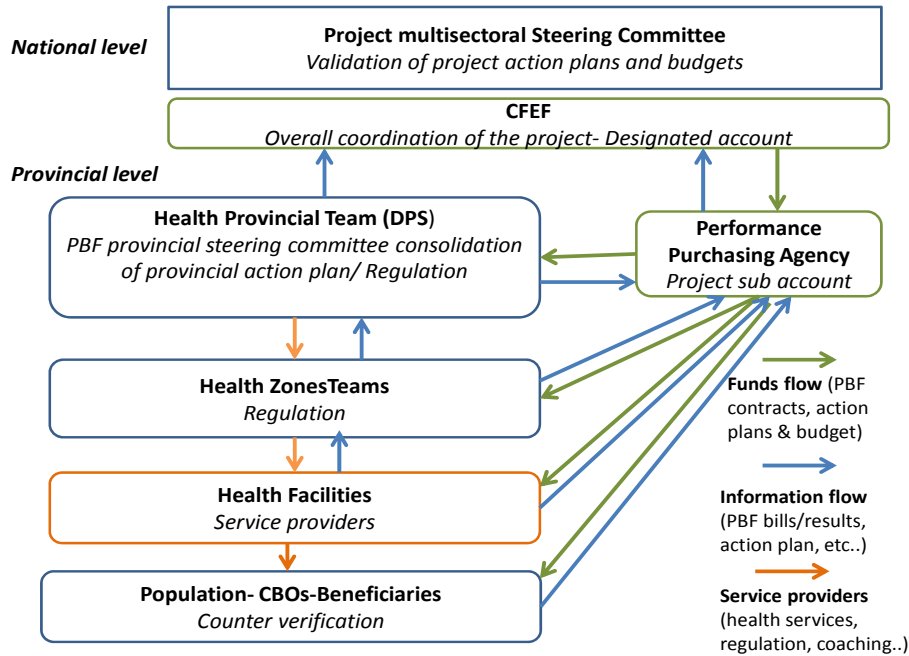 National level
Project multisectoral Steering Committee
Validation of project action plans and budgets
CFEF
Overall coordination of the project- Designated account
Provincial level
Health Provincial Team (DPS)
PBF provincial steering committee consolidation
of provincial action plan/ Regulation
Performance
Purchasing Agency
Project sub account
Health ZonesTeams
Regulation
Health Facilities
Service providers
Population- CBOs-Beneficiaries
Counter verification
Funds flow (PBF
contracts, action
plans & budget)
Information flow
(PBF bills/results,
action plan, etc..)
Service providers
(health services,
regulation, coaching..)